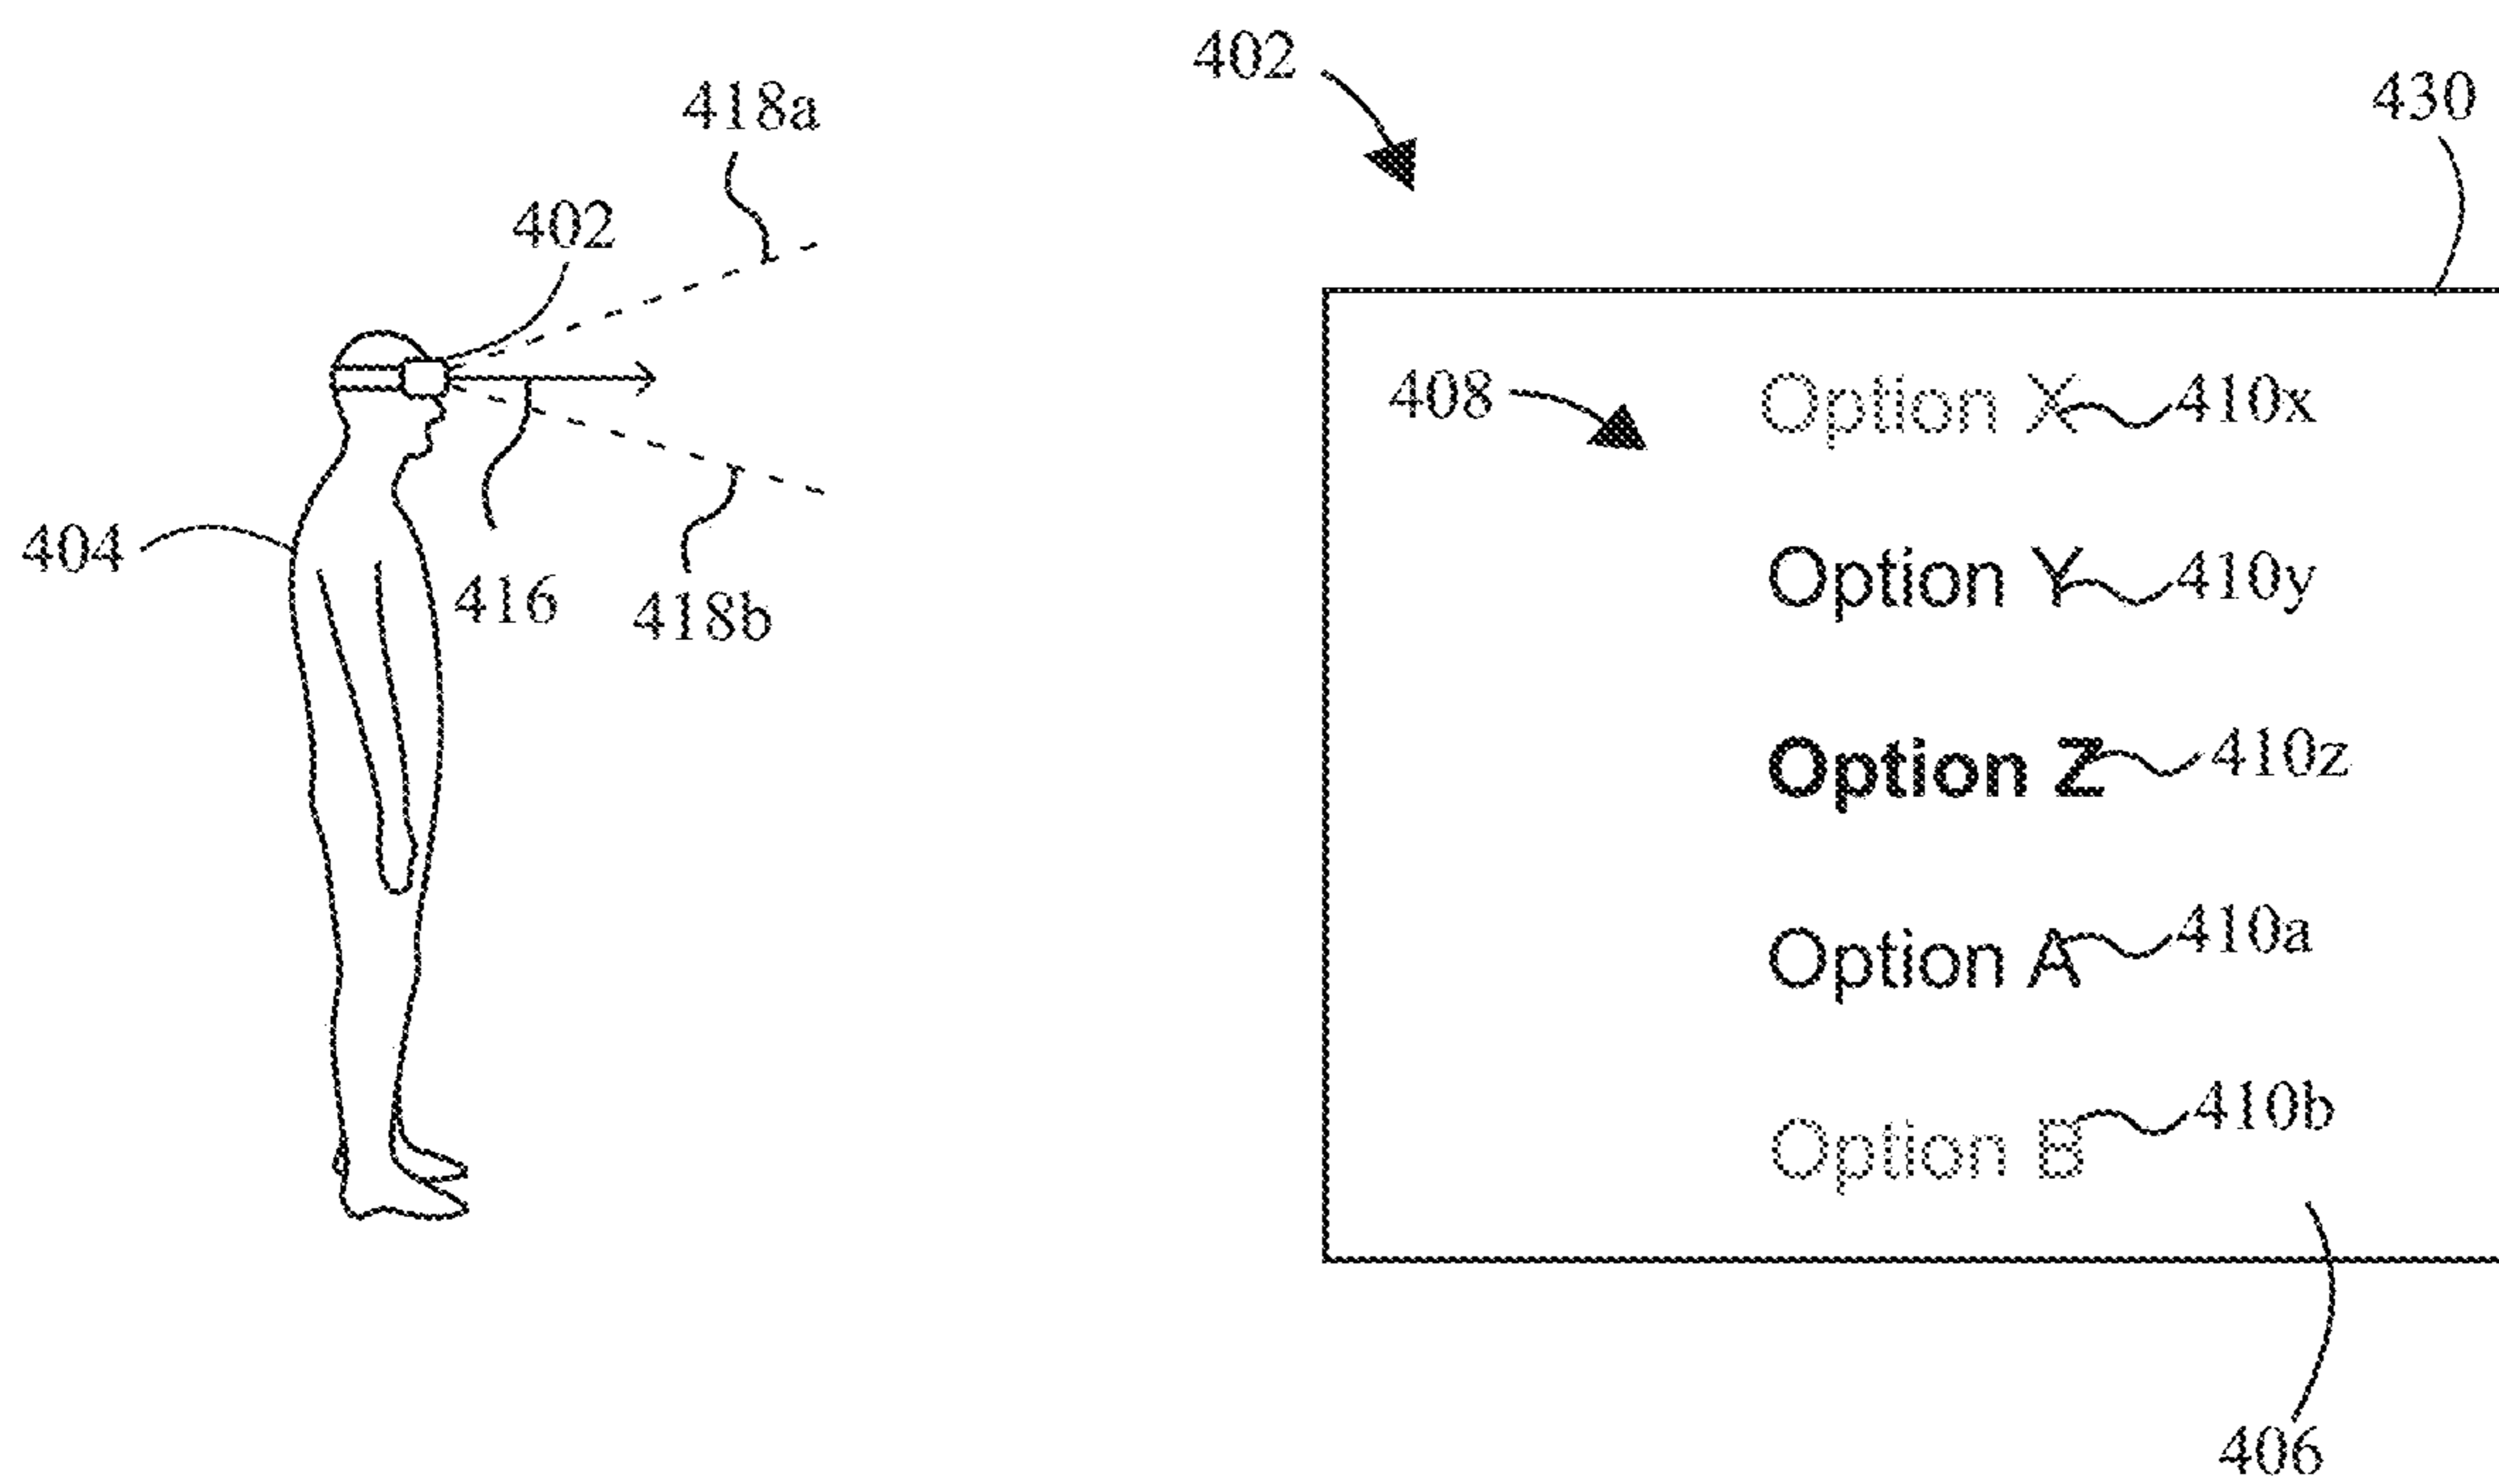 402
418a
430
402
408
Option X 410x
Option Y 410y
404
416
418b
Option Z 410z
Option A 410a
Option B 410b
406